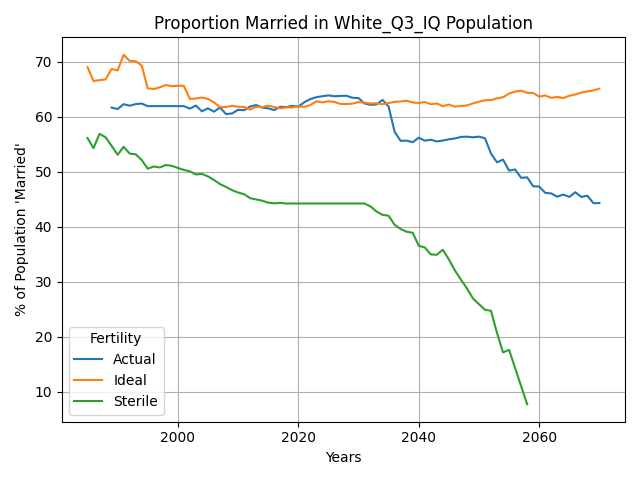 Proportion Married in White_Q3_IQ Population
% of Population 'Married'
70
60
50
40
30
20
10
Fertility
Actual
Ideal
Sterile
2000 2020 2040 2060
Years